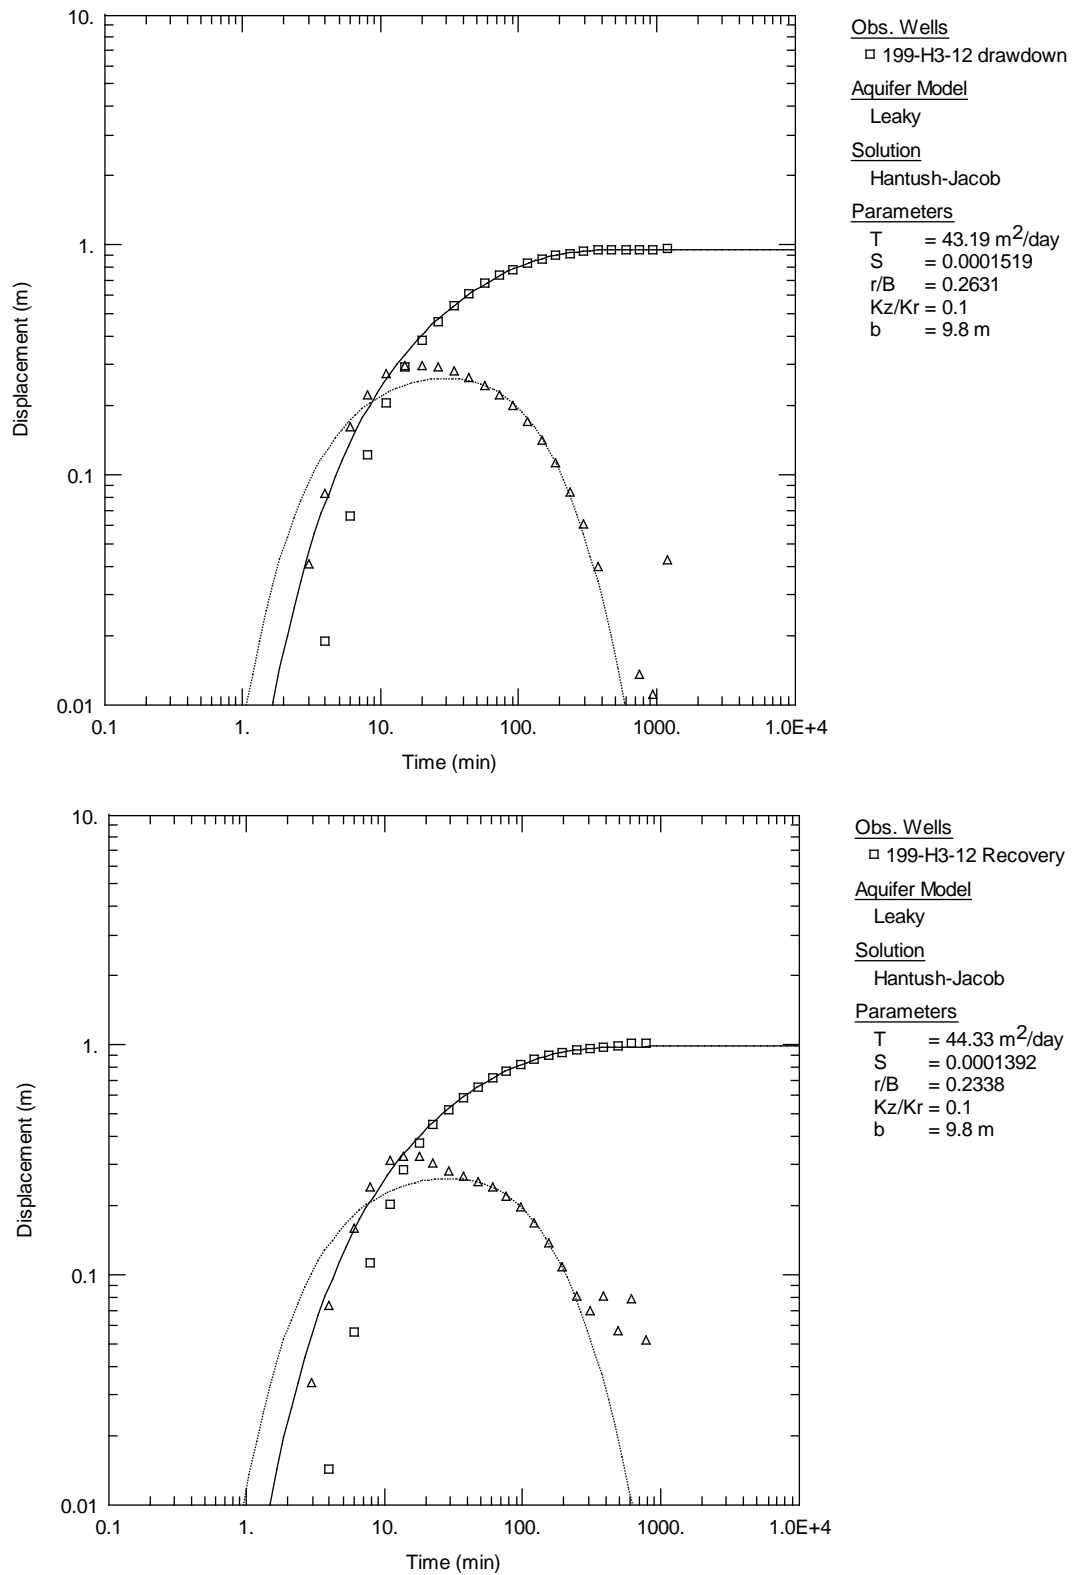 10.
1.
0.1
0.01
0.1
1.
10.
100.
1000.
1.0E+4
Time (min)
Displacement (m)
Obs. Wells
199-H3-12 drawdown
Aquifer Model
Leaky
Solution
Hantush-Jacob
Parameters
T = 43.19 m²/day
S = 0.0001519
r/B = 0.2631
Kz/Kr = 0.1
b = 9.8 m
10.
1.
0.1
0.01
0.1
1.
10.
100.
1000.
1.0E+4
Time (min)
Displacement (m)
Obs. Wells
199-H3-12 Recovery
Aquifer Model
Leaky
Solution
Hantush-Jacob
Parameters
T = 44.33 m²/day
S = 0.0001392
r/B = 0.2338
Kz/Kr = 0.1
b = 9.8 m